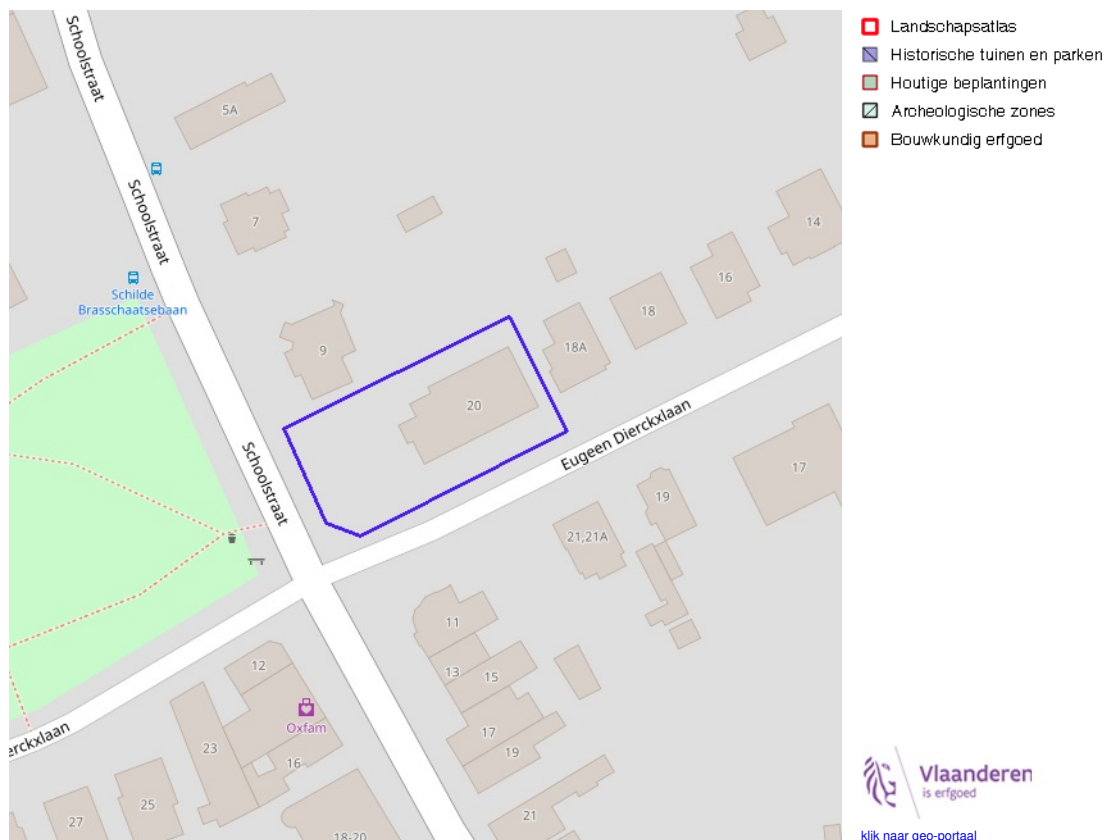 Schoolstraat
5A
Schoolstraat
7
14
16
Schilde
Brasschaatsebaan
18
9
18A
20
Eugeen Dierckxlaan
Schoolstraat
17
19
21,21A
11
12
13
15
Oxfam
17
23
19
erckxlaan
16
25
27
21
18-20
Landschapsatlas
Historische tuinen en parken
Houtige beplantingen
Archeologische zones
Bouwkundig erfgoed
Vlaanderen
is erfgoed
klik naar geo-portaal